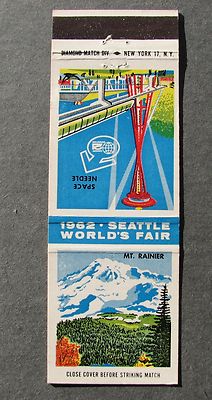 DIAMOND MATCH DIV. • NEW YORK 17, N.Y.
SPACE
NEEDLE
1962 • SEATTLE
WORLD'S FAIR
MT. RAINIER
CLOSE COVER BEFORE STRIKING MATCH